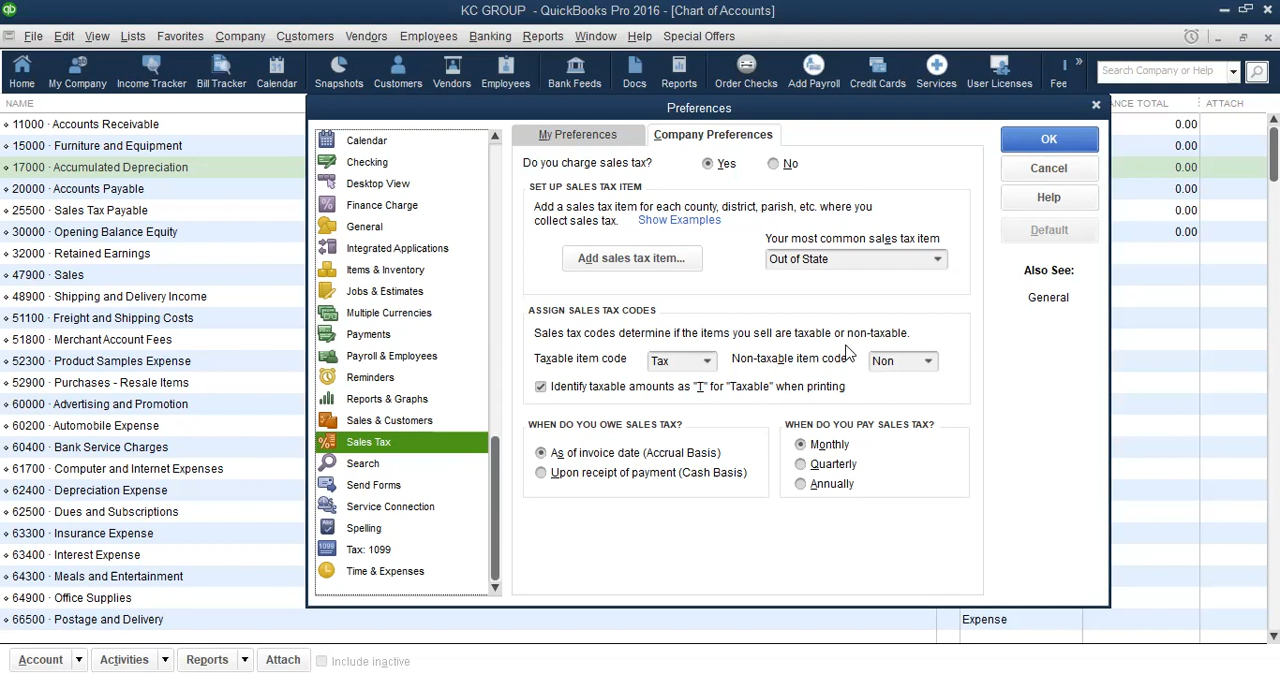 KC GROUP - QuickBooks Pro 2016 - [Chart of Accounts]
File Edit View Lists Favorites Company Customers Vendors Employees Banking Reports Window Help Special Offers
Home My Company Income Tracker Bill Tracker Calendar Snapshots Customers Vendors Employees Bank Feeds Docs Reports Order Checks Add Payroll Credit Cards Services User Licenses Fee
Search Company or Help
NAME
ANCE TOTAL
ATTACH
11000 · Accounts Receivable
15000 · Furniture and Equipment
17000 · Accumulated Depreciation
20000 · Accounts Payable
25500 · Sales Tax Payable
30000 · Opening Balance Equity
32000 · Retained Earnings
47900 · Sales
48900 · Shipping and Delivery Income
51100 · Freight and Shipping Costs
51800 · Merchant Account Fees
52300 · Product Samples Expense
52900 · Purchases - Resale Items
60000 · Advertising and Promotion
60200 · Automobile Expense
60400 · Bank Service Charges
61700 · Computer and Internet Expenses
62400 · Depreciation Expense
62500 · Dues and Subscriptions
63300 · Insurance Expense
63400 · Interest Expense
64300 · Meals and Entertainment
64900 · Office Supplies
66500 · Postage and Delivery
Expense
0.00
0.00
0.00
0.00
0.00
0.00
Preferences
Calendar
Checking
Desktop View
Finance Charge
General
Integrated Applications
Items & Inventory
Jobs & Estimates
Multiple Currencies
Payments
Payroll & Employees
Reminders
Reports & Graphs
Sales & Customers
Sales Tax
Search
Send Forms
Service Connection
Spelling
Tax: 1099
Time & Expenses
My Preferences Company Preferences
Do you charge sales tax? Yes No
SET UP SALES TAX ITEM
Add a sales tax item for each county, district, parish, etc. where you
collect sales tax. Show Examples
Your most common sales tax item
Add sales tax item... Out of State
ASSIGN SALES TAX CODES
Sales tax codes determine if the items you sell are taxable or non-taxable.
Taxable item code Tax Non-taxable item code Non
Identify taxable amounts as "T" for "Taxable" when printing
WHEN DO YOU OWE SALES TAX?
As of invoice date (Accrual Basis)
Upon receipt of payment (Cash Basis)
WHEN DO YOU PAY SALES TAX?
Monthly
Quarterly
Annually
OK
Cancel
Help
Default
Also See:
General
Account Activities Reports Attach Include inactive